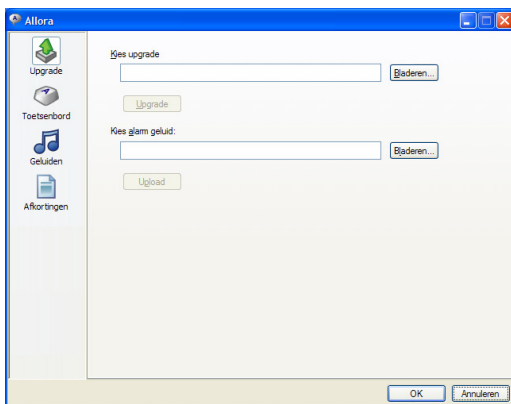 Allora
Upgrade
Toetsenbord
Geluiden
Afkortingen
Kies upgrade
Bladeren...
Upgrade
Kies alarm geluid:
Bladeren...
Upload
OK
Annuleren